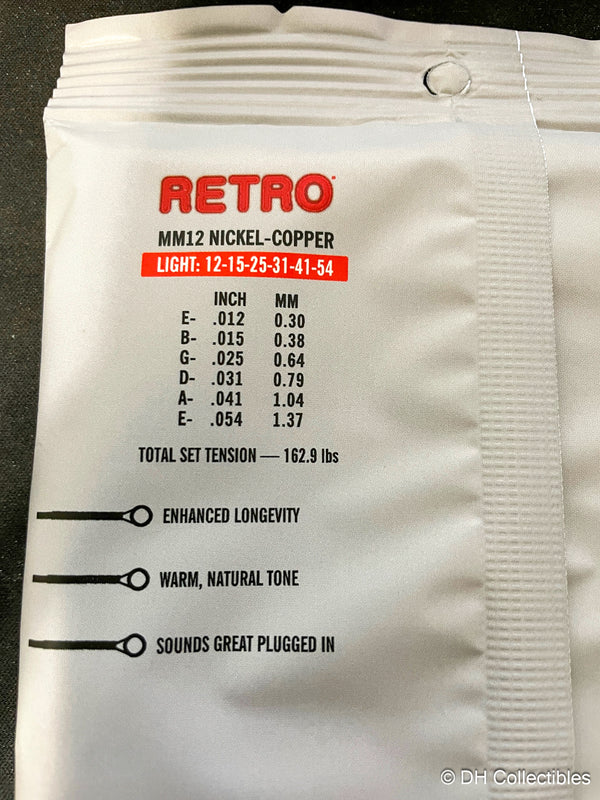 RETRO
MM12 NICKEL-COPPER
LIGHT: 12-15-25-31-41-54
INCH MM
E- .012 0.30
B- .015 0.38
G- .025 0.64
D- .031 0.79
A- .041 1.04
E- .054 1.37
TOTAL SET TENSION — 162.9 lbs
ENHANCED LONGEVITY
WARM, NATURAL TONE
SOUNDS GREAT PLUGGED IN
© DH Collectibles